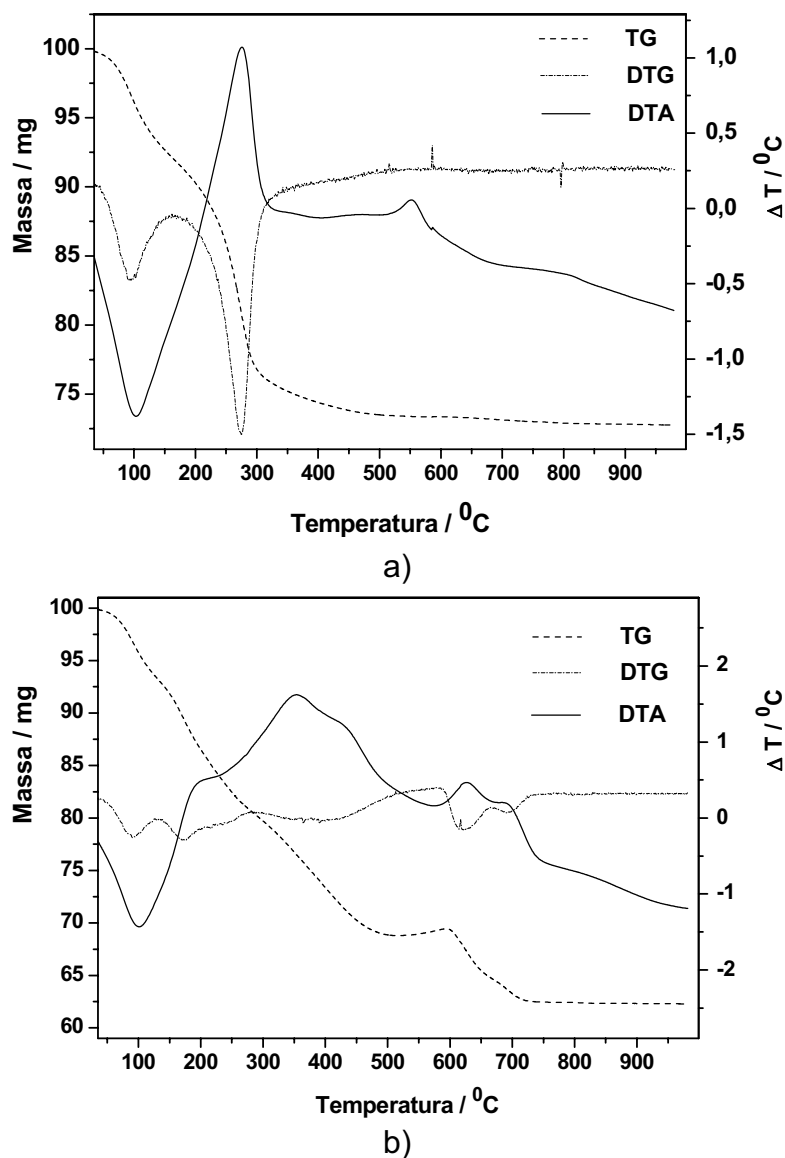 TG
DTG
DTA
100
95
90
85
80
75
1,0
0,5
0,0
-0,5
-1,0
-1,5
Massa / mg
Δ T / ⁰C
100 200 300 400 500 600 700 800 900
Temperatura / ⁰C
a)
TG
DTG
DTA
100
95
90
85
80
75
70
65
60
2
1
0
-1
-2
Massa / mg
Δ T / ⁰C
100 200 300 400 500 600 700 800 900
Temperatura / ⁰C
b)